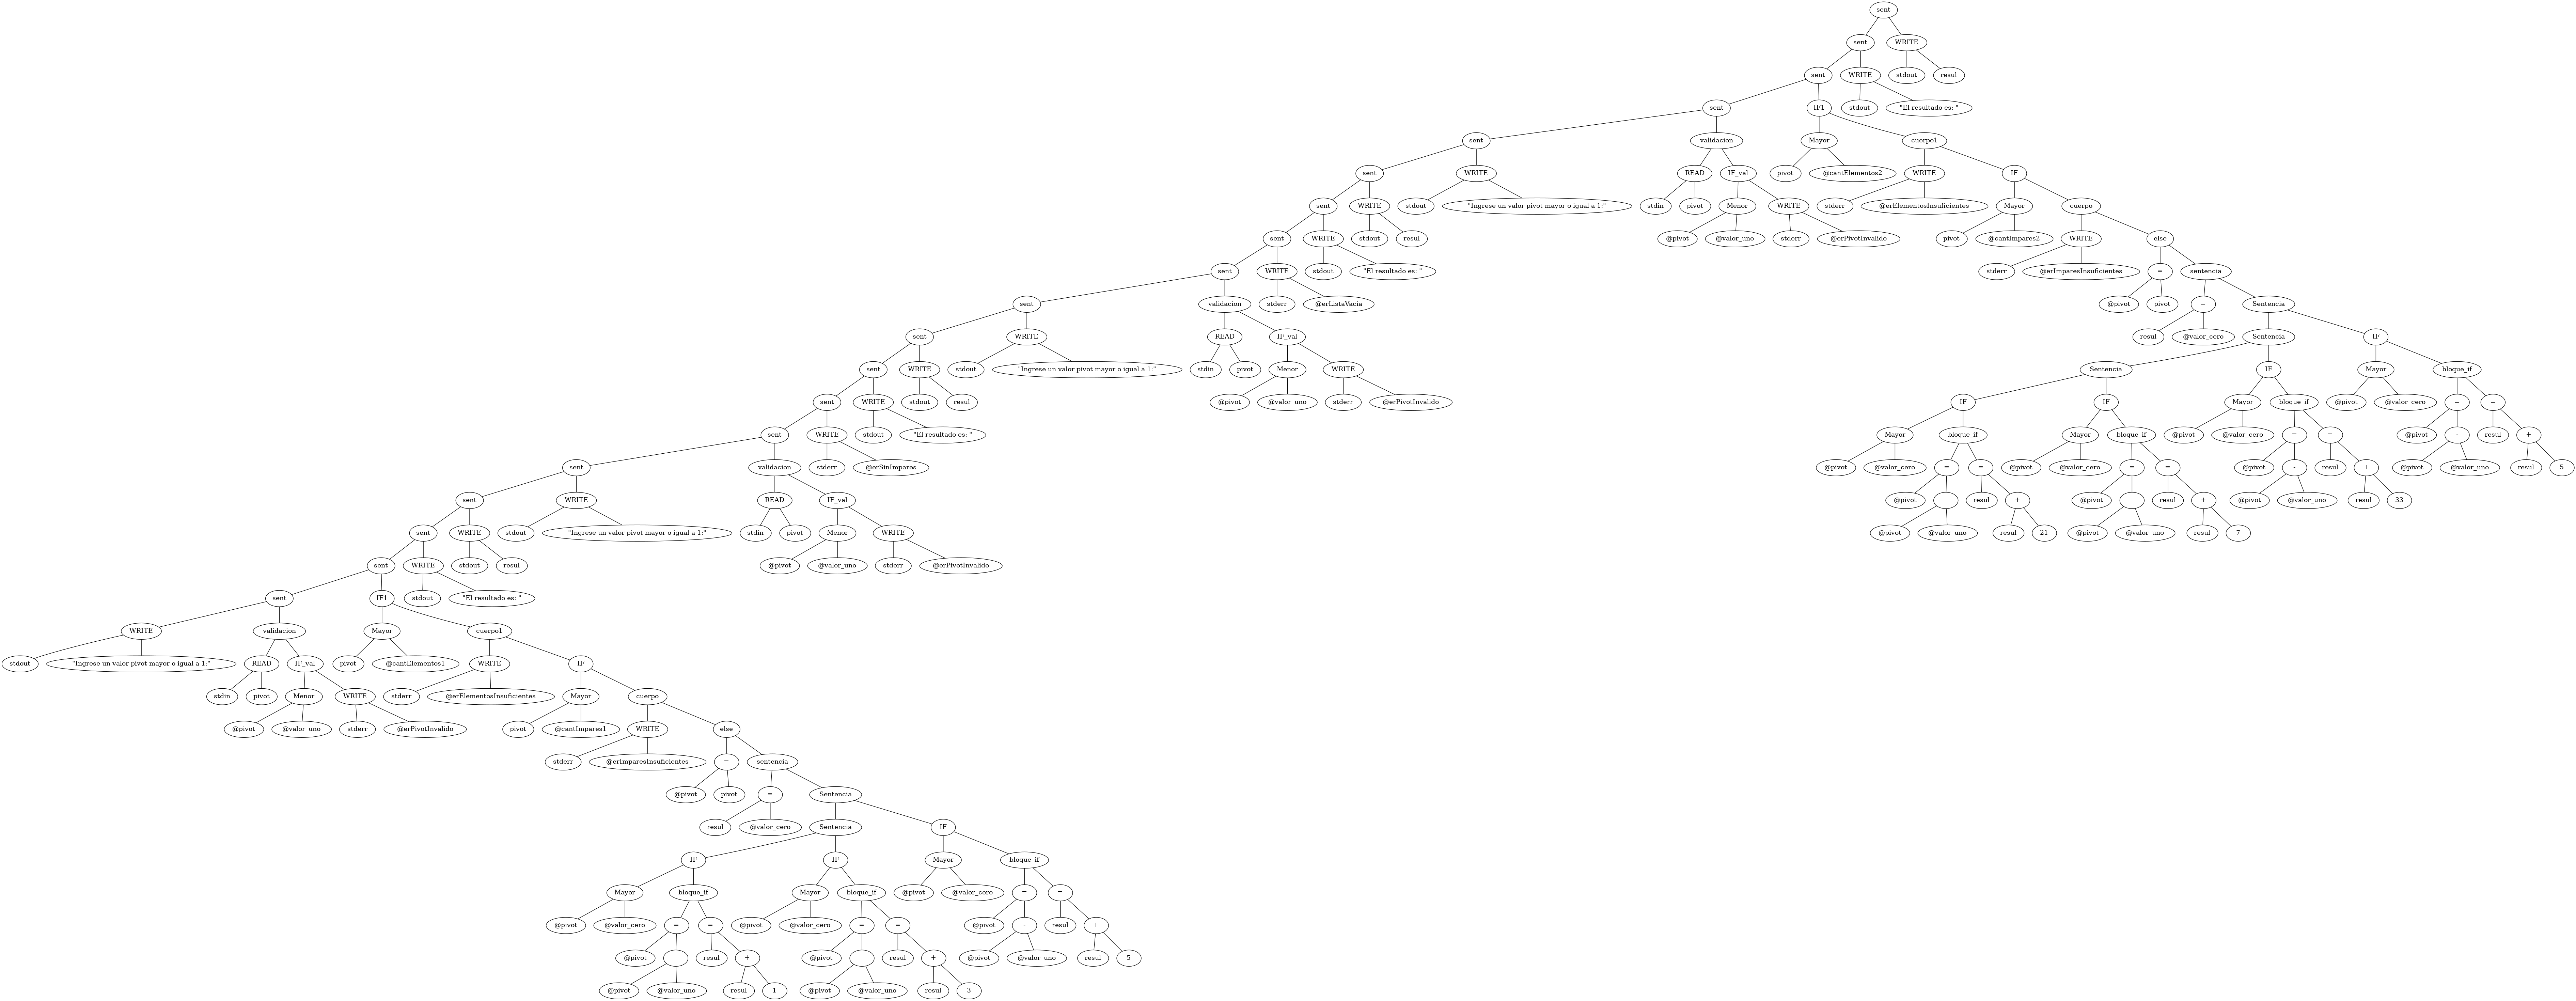 sent
sent WRITE
sent WRITE stdout resul
sent IF1 stdout "El resultado es: "
sent validacion Mayor cuerpo1
sent WRITE READ IF_val pivot @cantElementos2 WRITE IF
sent WRITE stdout "Ingrese un valor pivot mayor o igual a 1:" stdin pivot Menor WRITE stderr @erElementosInsuficientes Mayor cuerpo
sent WRITE stdout resul @pivot @valor_uno stderr @erPivotInvalido pivot @cantImpares2 WRITE else
sent WRITE stdout "El resultado es: " stderr @erImparesInsuficientes = sentencia
sent validacion stderr @erListaVacia @pivot pivot = Sentencia
sent WRITE READ IF_val resul @valor_cero Sentencia IF
sent WRITE stdout "Ingrese un valor pivot mayor o igual a 1:" stdin pivot Menor WRITE Sentencia IF Mayor bloque_if
sent WRITE stdout resul @pivot @valor_uno stderr @erPivotInvalido IF IF Mayor bloque_if @pivot @valor_cero = =
sent WRITE stdout "El resultado es: " Mayor bloque_if Mayor bloque_if @pivot @valor_cero = = @pivot - resul +
sent validacion stderr @erSinImpares @pivot @valor_cero = = @pivot @valor_cero = = @pivot - resul + @pivot @valor_uno resul 5
sent WRITE READ IF_val @pivot - resul + @pivot - resul + @pivot @valor_uno resul 33
sent WRITE stdout "Ingrese un valor pivot mayor o igual a 1:" stdin pivot Menor WRITE @pivot @valor_uno resul 21 @pivot @valor_uno resul 7
sent WRITE stdout resul @pivot @valor_uno stderr @erPivotInvalido
sent IF1 stdout "El resultado es: "
WRITE validacion Mayor cuerpo1
stdout "Ingrese un valor pivot mayor o igual a 1:" READ IF_val pivot @cantElementos1 WRITE IF
stdin pivot Menor WRITE stderr @erElementosInsuficientes Mayor cuerpo
@pivot @valor_uno stderr @erPivotInvalido pivot @cantImpares1 WRITE else
stderr @erImparesInsuficientes = sentencia
@pivot pivot = Sentencia
resul @valor_cero Sentencia IF
IF IF Mayor bloque_if
Mayor bloque_if Mayor bloque_if @pivot @valor_cero = =
@pivot @valor_cero = = @pivot @valor_cero = = @pivot - resul +
@pivot - resul + @pivot - resul + @pivot @valor_uno resul 5
@pivot @valor_uno resul 1 @pivot @valor_uno resul 3